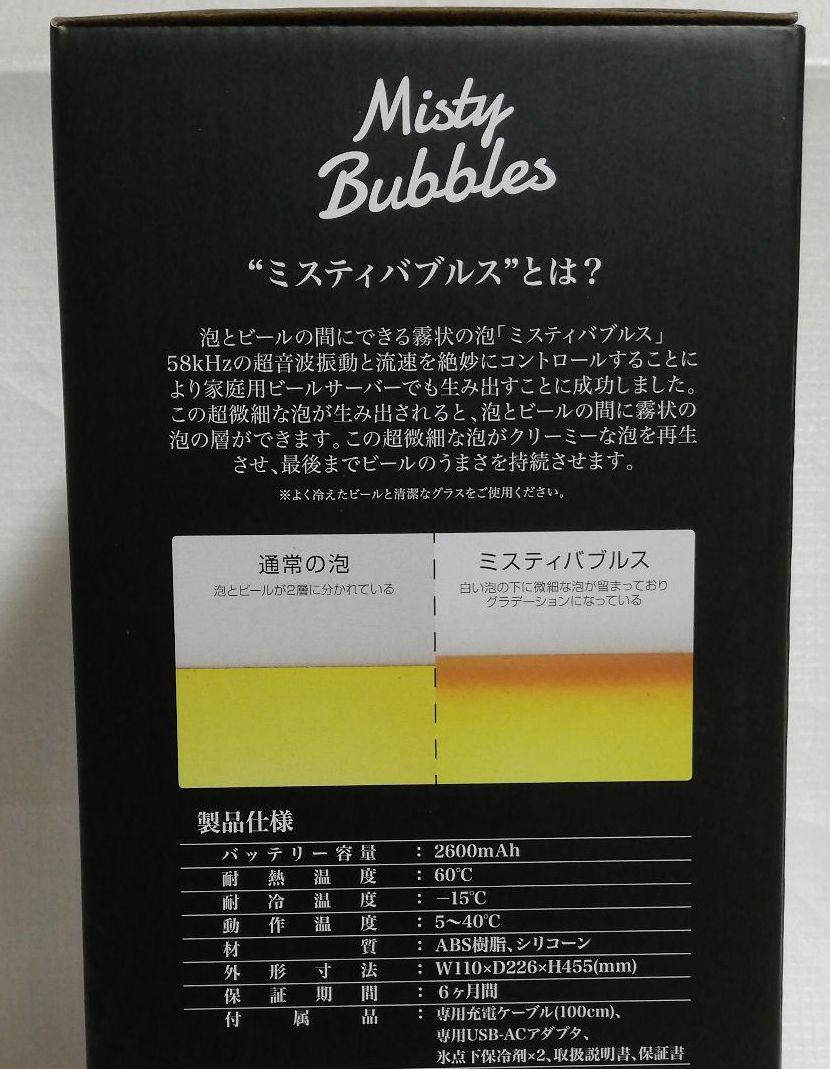 Misty
Bubbles
“ミスティバブルス”とは？
泡とビールの間にできる霧状の泡「ミスティバブルス」
58kHzの超音波振動と流速を絶妙にコントロールすることに
より家庭用ビールサーバーでも生み出すことに成功しました。
この超微細な泡が生み出されると、泡とビールの間に霧状の
泡の層ができます。この超微細な泡がクリーミーな泡を再生
させ、最後までビールのうまさを持続させます。
※よく冷えたビールと清潔なグラスをご使用ください。
通常の泡
泡とビールが2層に分かれている
ミスティバブルス
白い泡の下に微細な泡が留まっており
グラデーションになっている
製品仕様
バッテリー容量 ： 2600mAh
耐熱温度 ： 60℃
耐冷温度 ： −15℃
動作温度 ： 5〜40℃
材質 ： ABS樹脂、シリコーン
外形寸法 ： W110×D226×H455(mm)
保証期間 ： 6ヶ月間
付属品 ： 専用充電ケーブル(100cm)、
専用USB-ACアダプタ、
氷点下保冷剤×2、取扱説明書、保証書